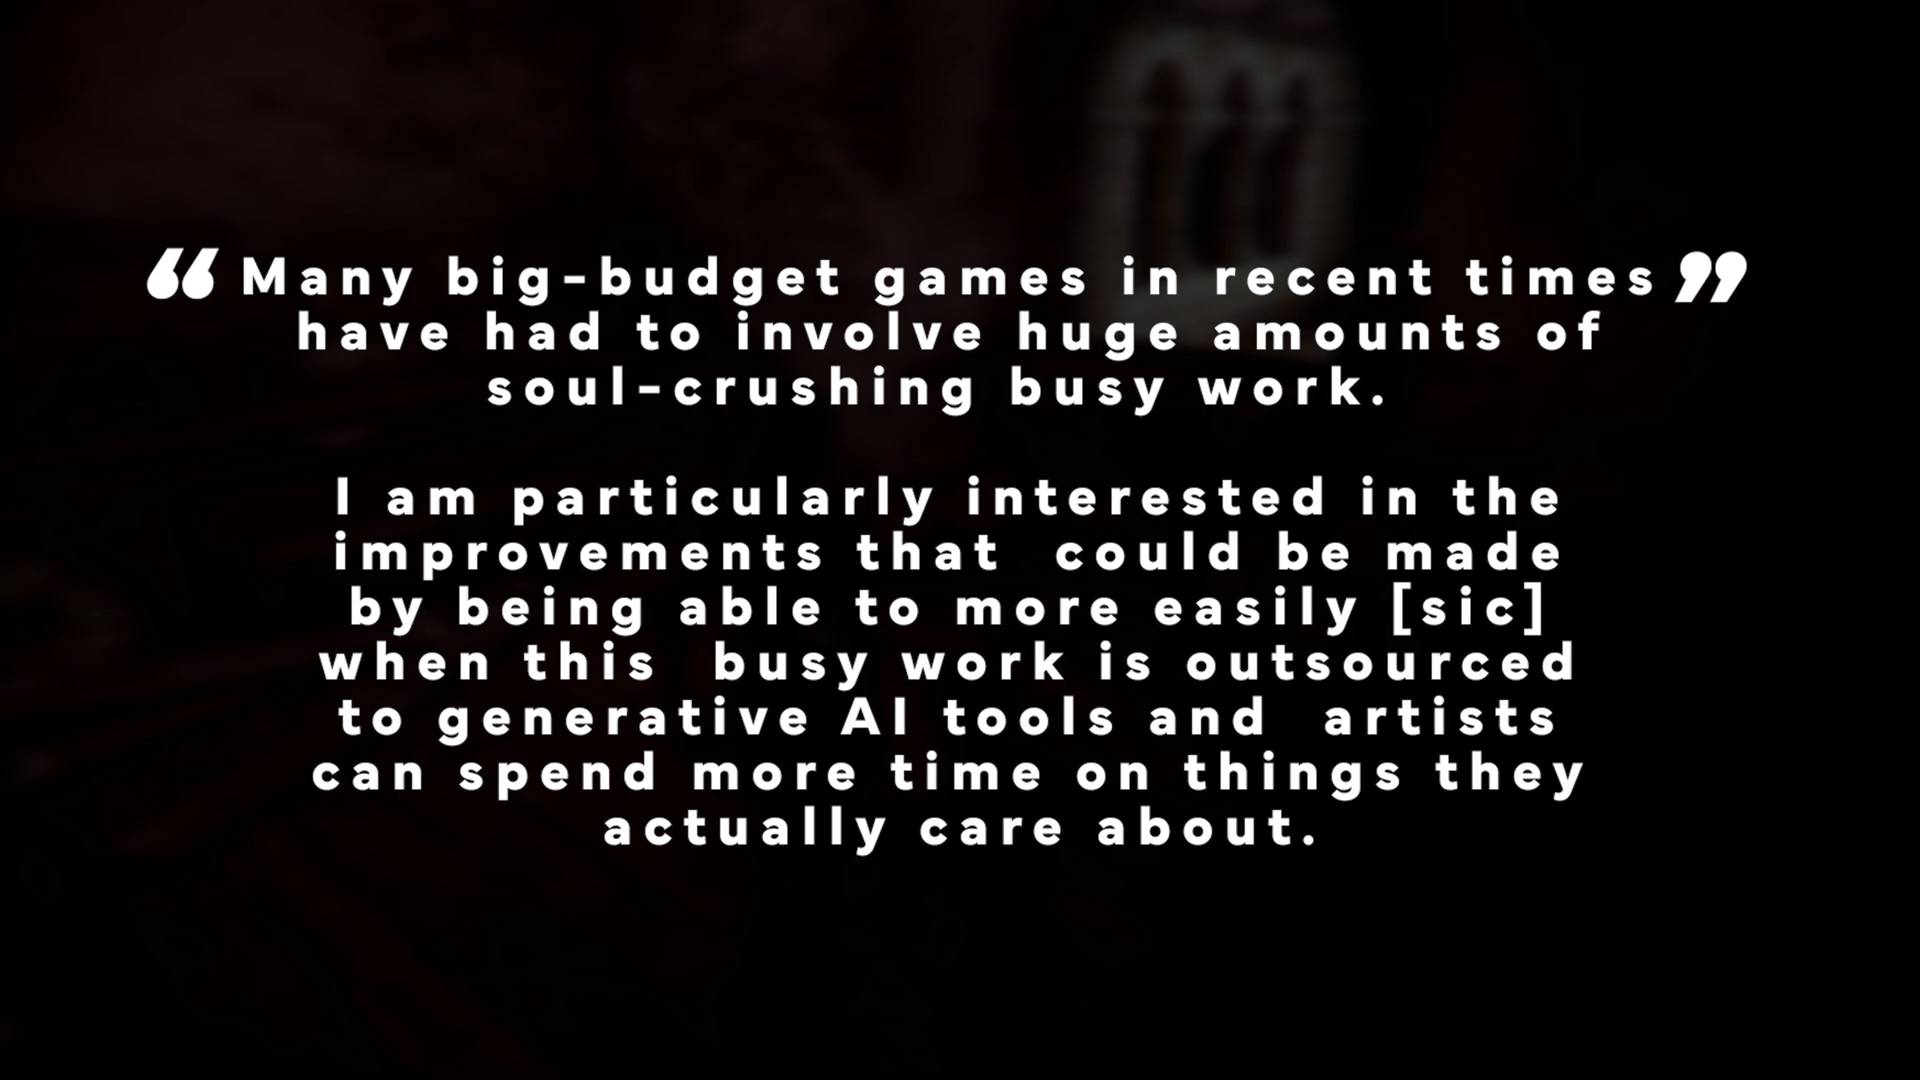 “Many big-budget games in recent times”
have had to involve huge amounts of
soul-crushing busy work.
I am particularly interested in the
improvements that could be made
by being able to more easily [sic]
when this busy work is outsourced
to generative AI tools and artists
can spend more time on things they
actually care about.